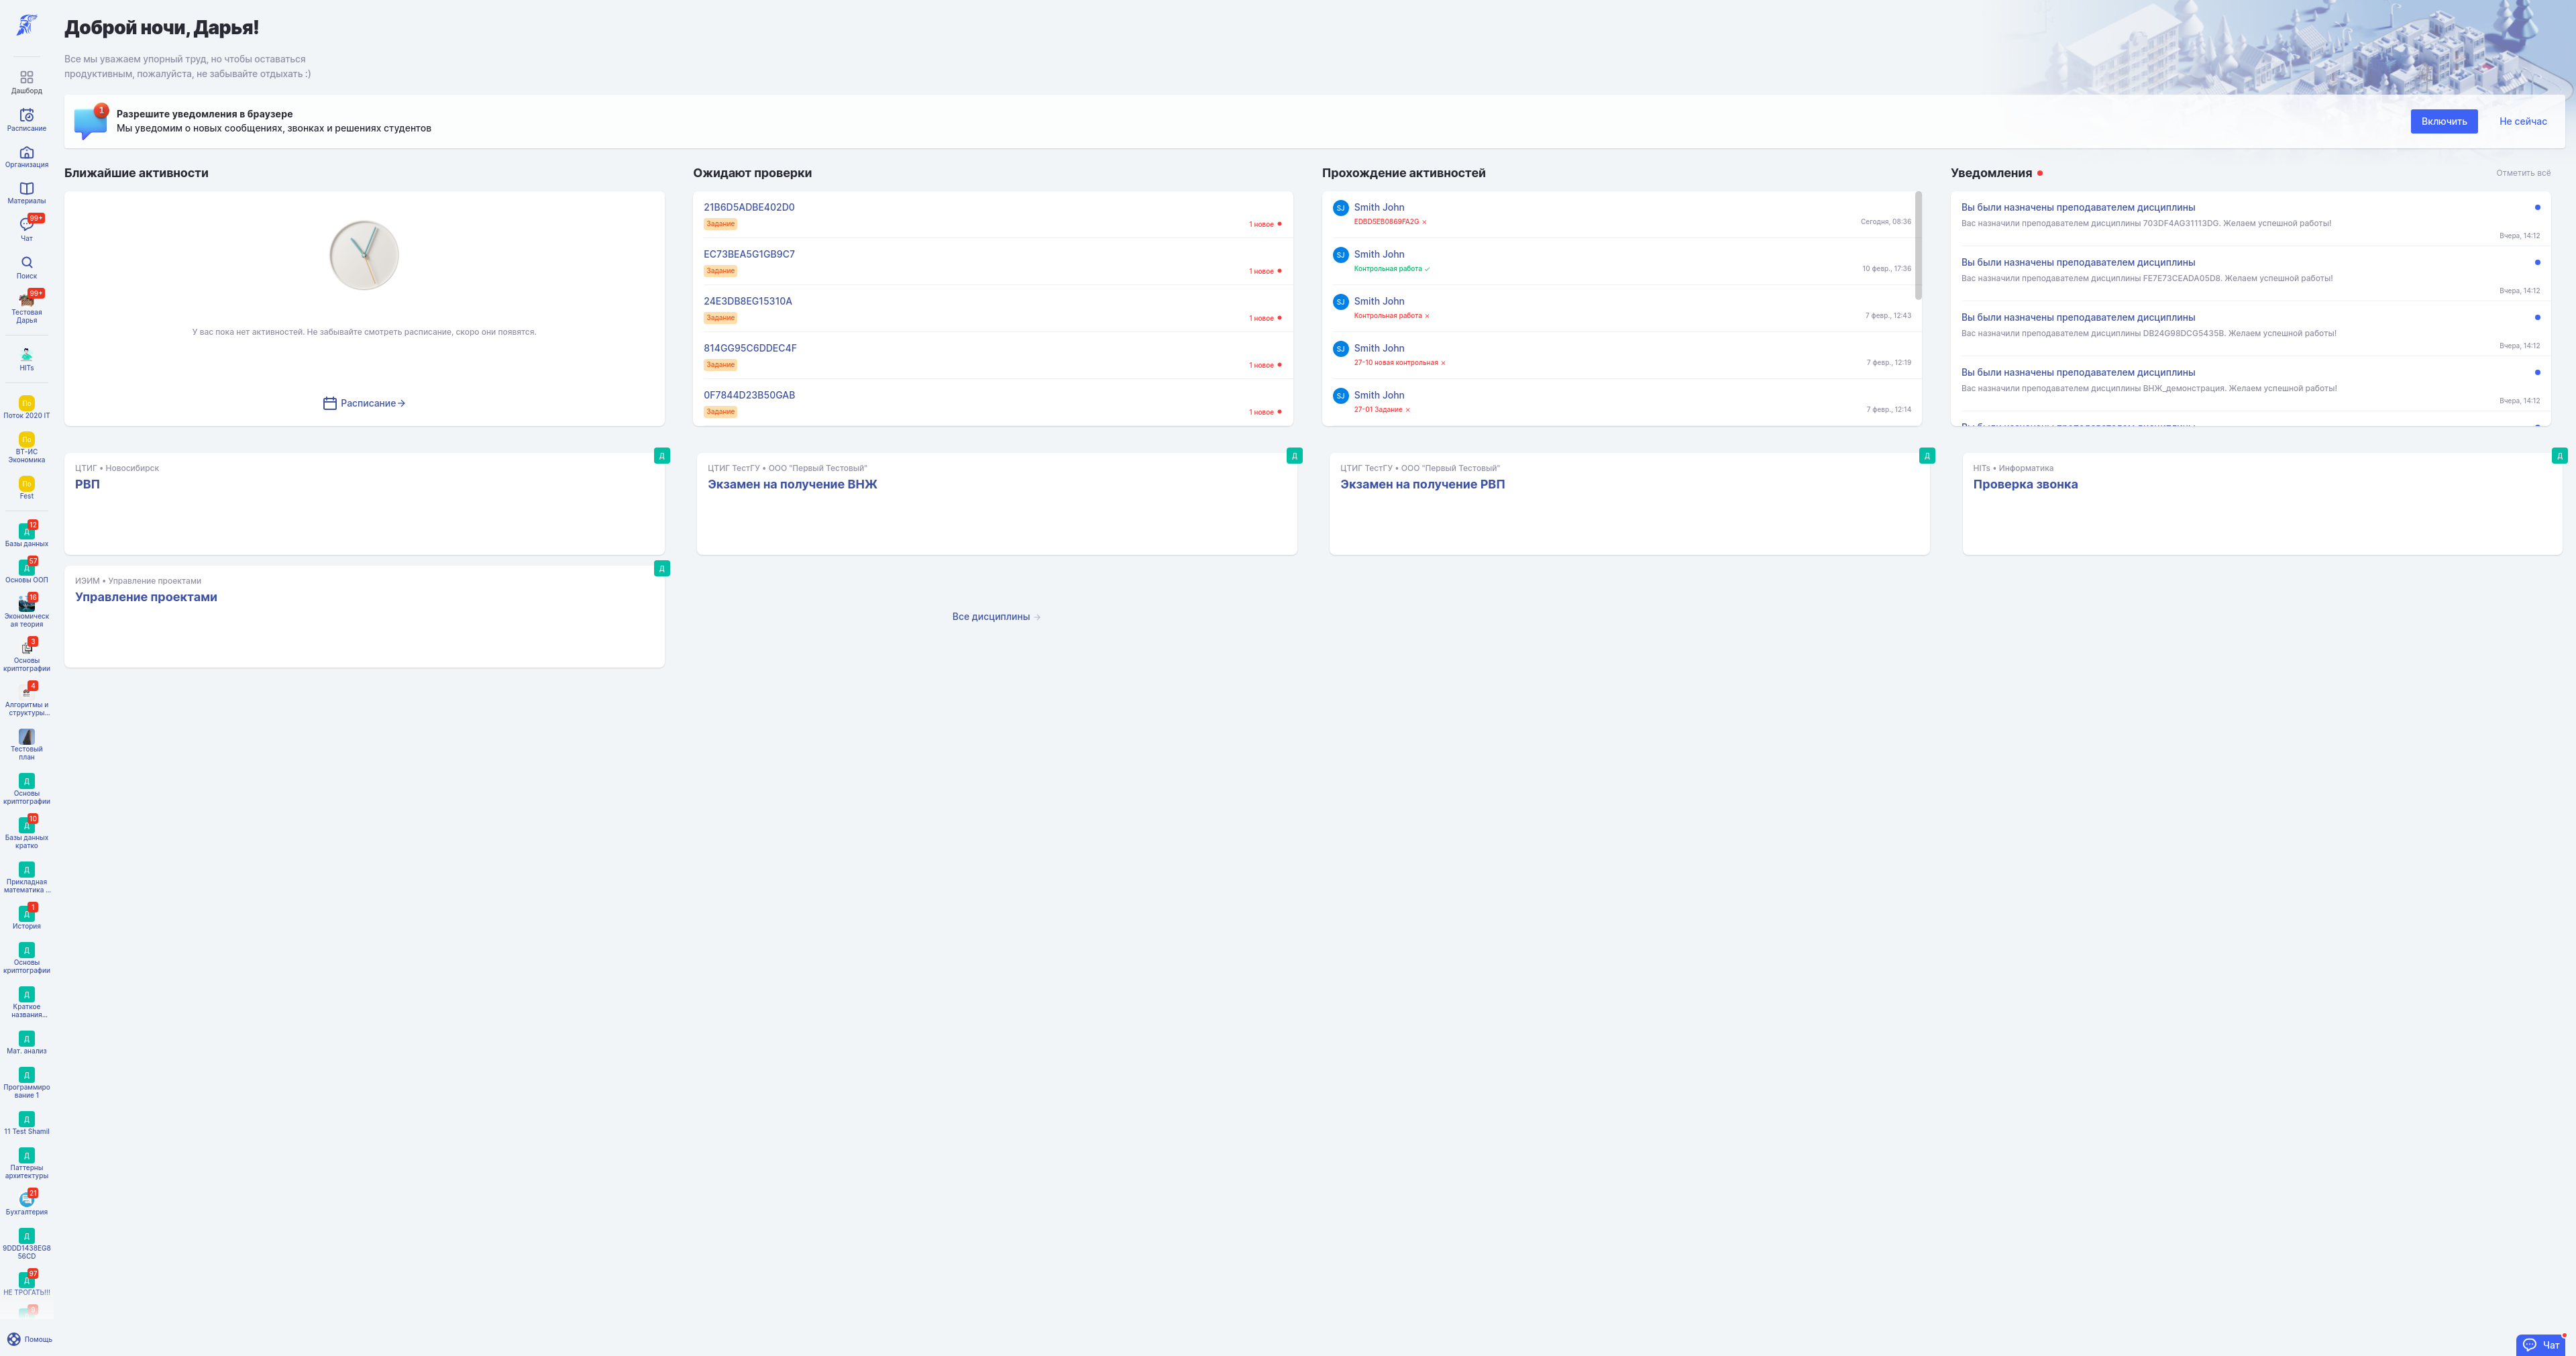 Доброй ночи, Дарья!
Все мы уважаем упорный труд, но чтобы оставаться
продуктивным, пожалуйста, не забывайте отдыхать :)
1
Разрешите уведомления в браузере
Мы уведомим о новых сообщениях, звонках и решениях студентов
Включить
Не сейчас
Дашборд
Расписание
Организация
Материалы
99+
Чат
Поиск
99+
Тестовая
Дарья
HITs
По
Поток 2020 IT
По
ВТ-ИС
Экономика
По
Fest
12
Д
Базы данных
57
Д
Основы ООП
16
Экономическ
ая теория
3
Основы
криптографии
4
Алгоритмы и
структуры...
Тестовый
план
Д
Основы
криптографии
10
Д
Базы данных
кратко
Д
Прикладная
математика ...
1
Д
История
Д
Основы
криптографии
Д
Краткое
названия...
Д
Мат. анализ
Д
Программиро
вание 1
Д
11 Test Shamil
Д
Паттерны
архитектуры
21
Бухгалтерия
Д
9DDD1438EG8
56CD
97
Д
НЕ ТРОГАТЬ!!!
Помощь
Ближайшие активности
У вас пока нет активностей. Не забывайте смотреть расписание, скоро они появятся.
Расписание
Ожидают проверки
21B6D5ADBE402D0
Задание
1 новое
EC73BEA5G1GB9C7
Задание
1 новое
24E3DB8EG15310A
Задание
1 новое
814GG95C6DDEC4F
Задание
1 новое
0F7844D23B50GAB
Задание
1 новое
Прохождение активностей
SJ
Smith John
EDBD5EB0869FA2G
Сегодня, 08:36
SJ
Smith John
Контрольная работа
10 февр., 17:36
SJ
Smith John
Контрольная работа
7 февр., 12:43
SJ
Smith John
27-10 новая контрольная
7 февр., 12:19
SJ
Smith John
27-01 Задание
7 февр., 12:14
Уведомления
Отметить всё
Вы были назначены преподавателем дисциплины
Вас назначили преподавателем дисциплины 703DF4AG31113DG. Желаем успешной работы!
Вчера, 14:12
Вы были назначены преподавателем дисциплины
Вас назначили преподавателем дисциплины FE7E73CEADA05D8. Желаем успешной работы!
Вчера, 14:12
Вы были назначены преподавателем дисциплины
Вас назначили преподавателем дисциплины DB24G98DCG5435B. Желаем успешной работы!
Вчера, 14:12
Вы были назначены преподавателем дисциплины
Вас назначили преподавателем дисциплины ВНЖ_демонстрация. Желаем успешной работы!
Вчера, 14:12
Д
ЦТИГ • Новосибирск
РВП
Д
ЦТИГ ТестГУ • ООО "Первый Тестовый"
Экзамен на получение ВНЖ
Д
ЦТИГ ТестГУ • ООО "Первый Тестовый"
Экзамен на получение РВП
Д
HITs • Информатика
Проверка звонка
Д
ИЭИМ • Управление проектами
Управление проектами
Все дисциплины
Чат